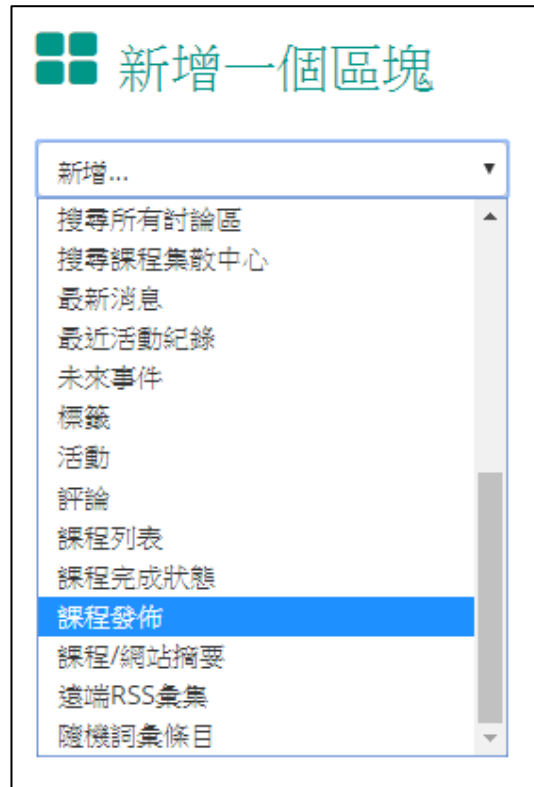 新增一個區塊
新增...
搜尋所有討論區
搜尋課程集散中心
最新消息
最近活動紀錄
未來事件
標籤
活動
評論
課程列表
課程完成狀態
課程發佈
課程/網站摘要
遠端RSS彙集
隨機詞彙條目